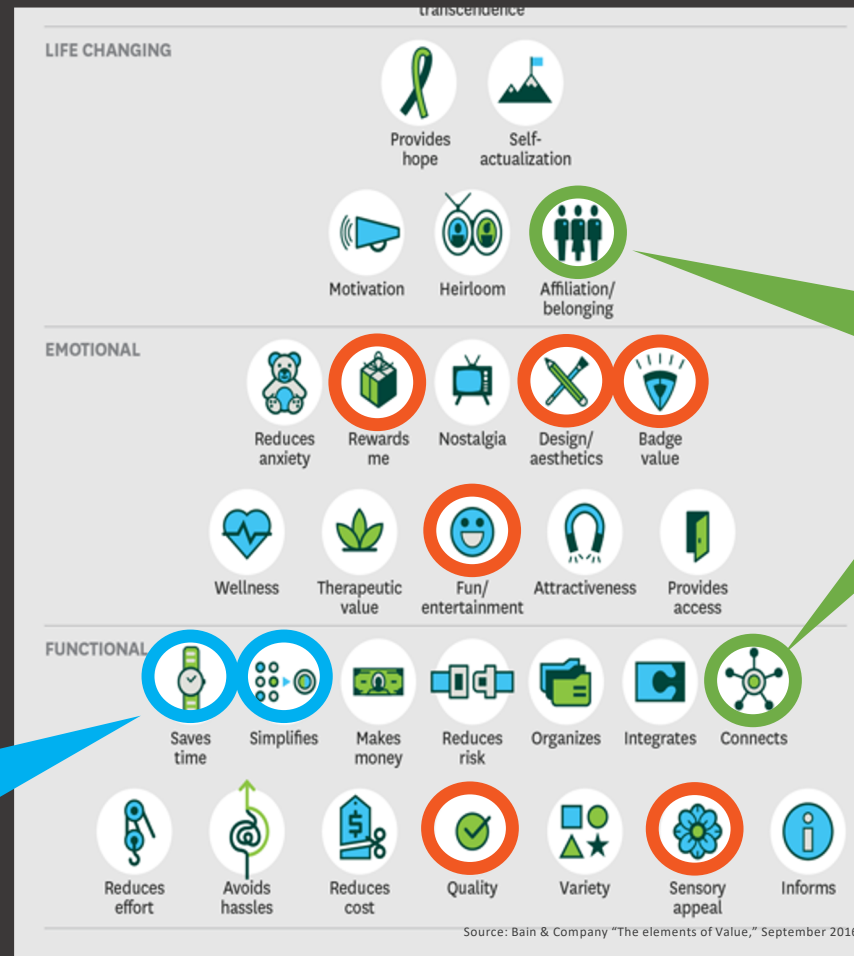 transcendence
LIFE CHANGING
Provides
hope
Self-
actualization
Motivation
Heirloom
Affiliation/
belonging
EMOTIONAL
Reduces
anxiety
Rewards
me
Nostalgia
Design/
aesthetics
Badge
value
Wellness
Therapeutic
value
Fun/
entertainment
Attractiveness
Provides
access
FUNCTIONAL
Saves
time
Simplifies
Makes
money
Reduces
risk
Organizes
Integrates
Connects
Reduces
effort
Avoids
hassles
Reduces
cost
Quality
Variety
Sensory
appeal
Informs
Source: Bain & Company "The elements of Value," September 2016